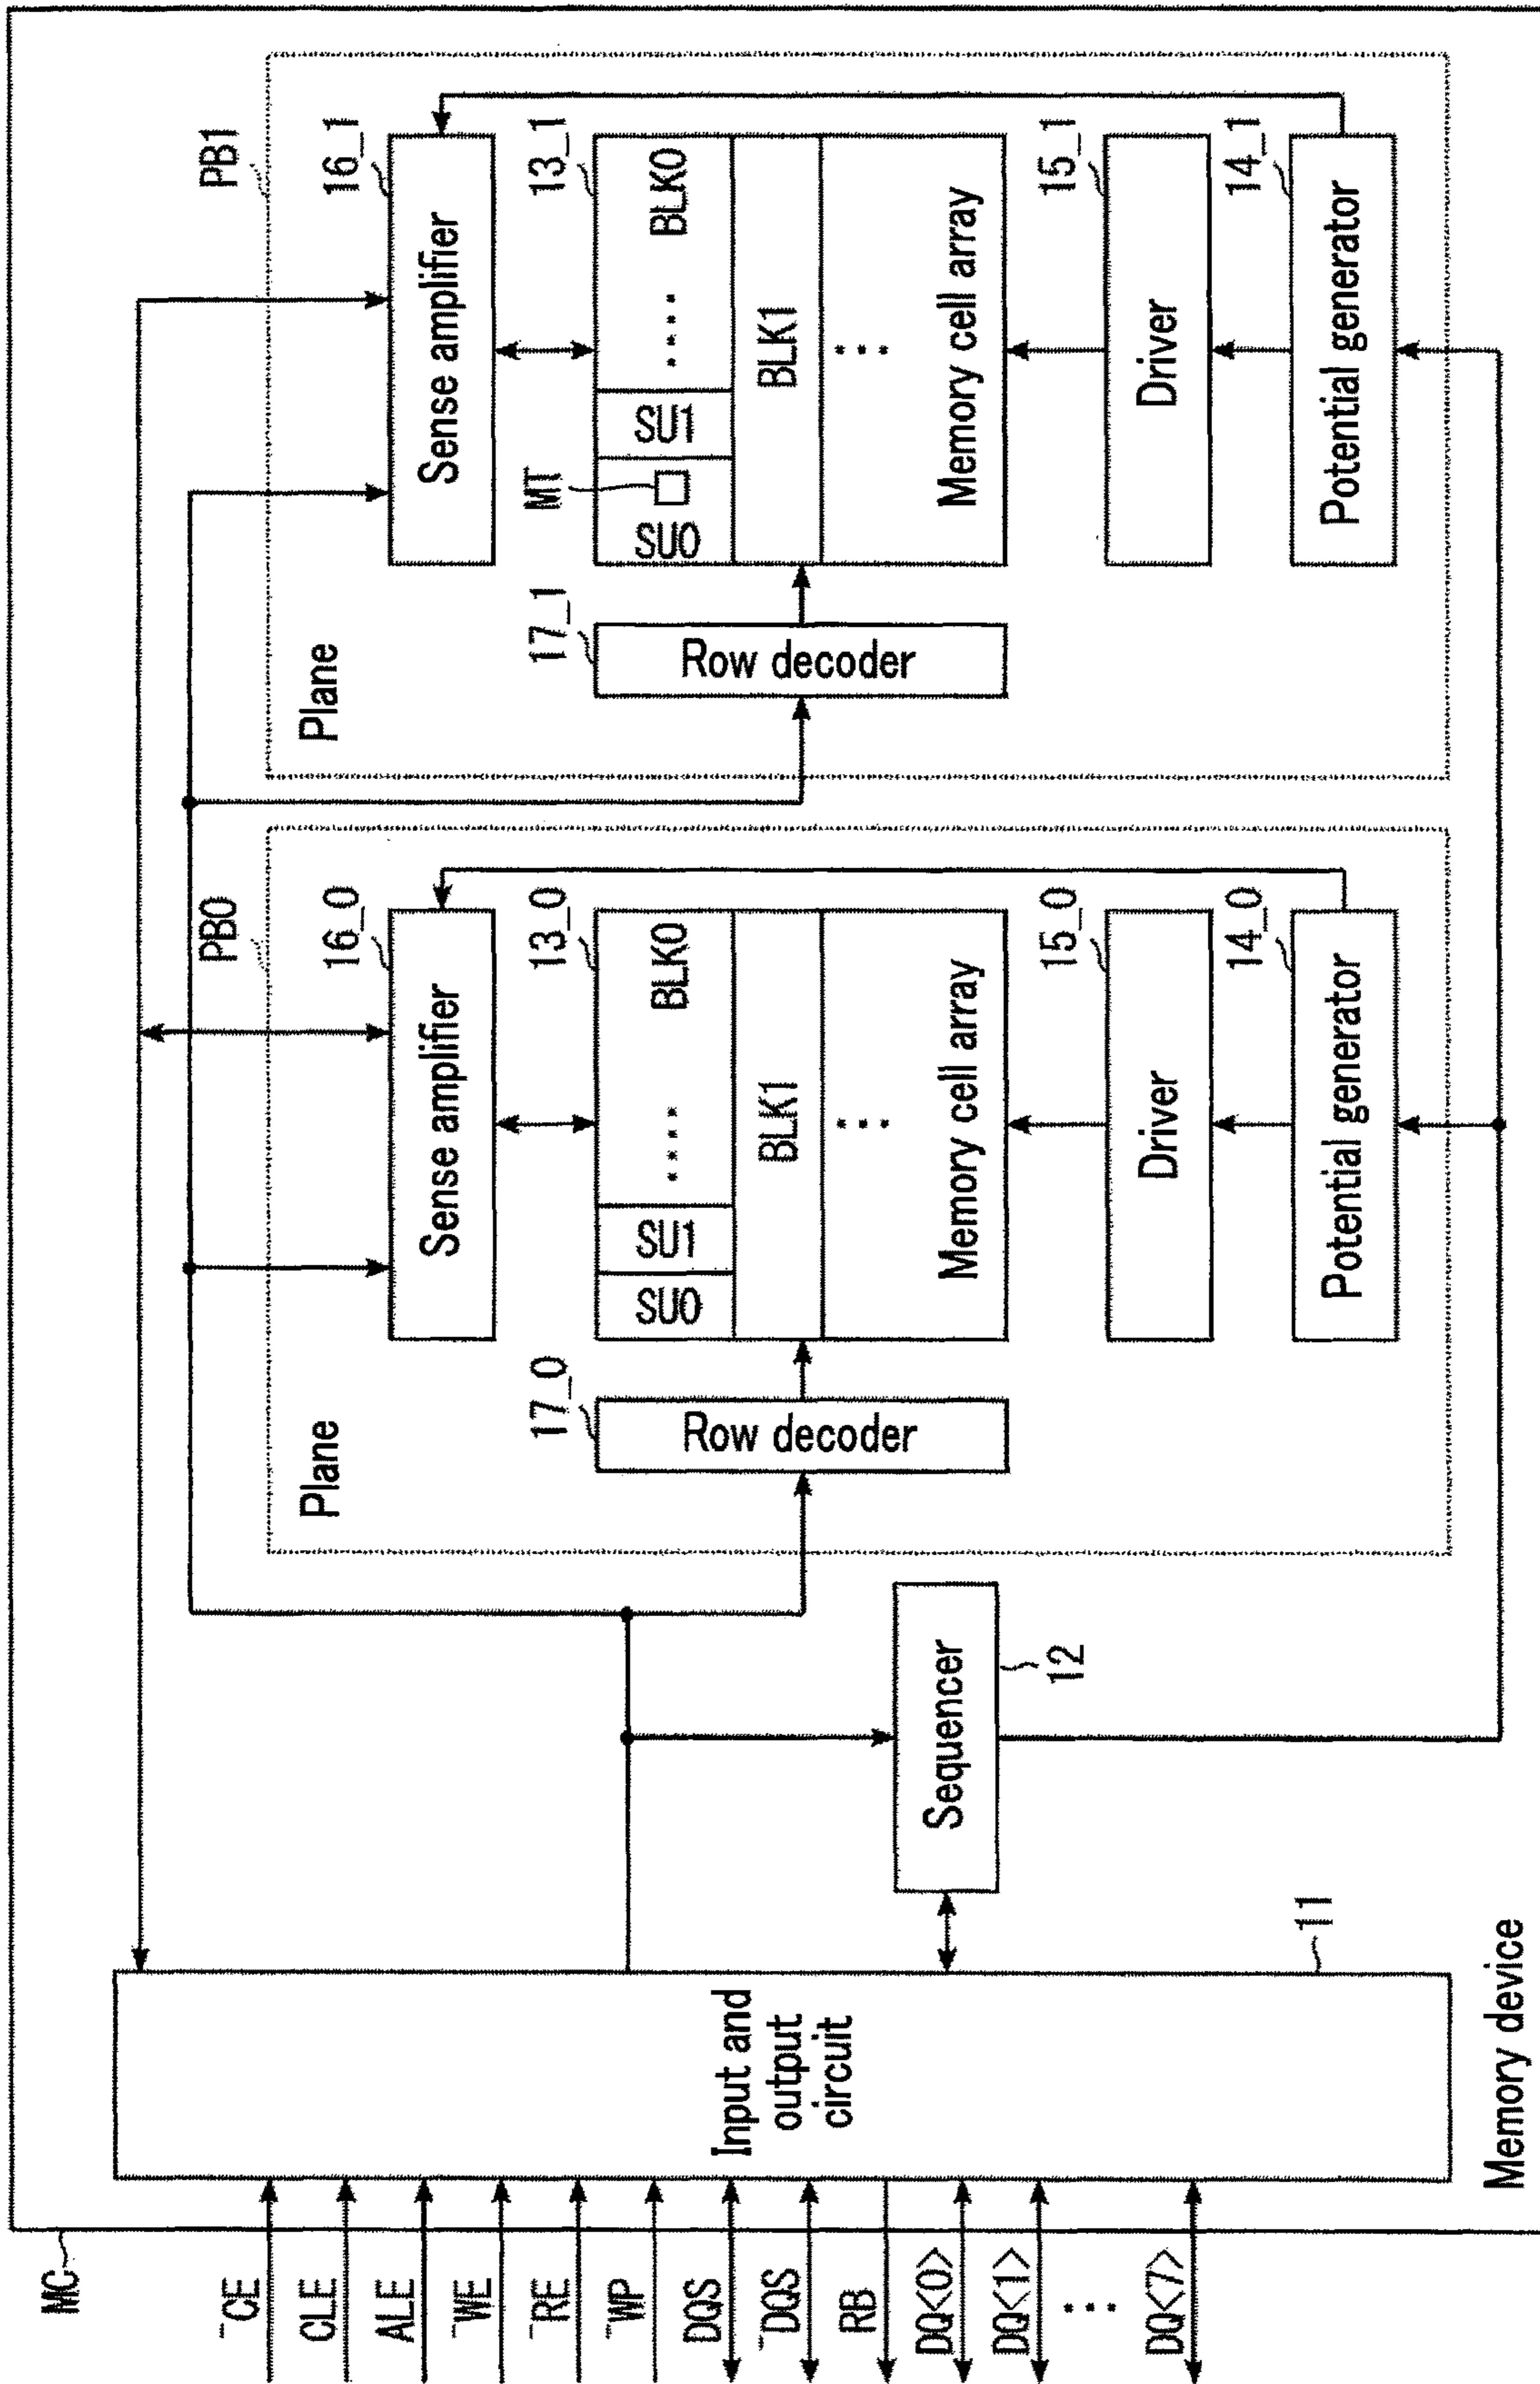 MC
‾CE
CLE
ALE
‾WE
‾RE
‾WP
DQS
‾DQS
RB
DQ<0>
DQ<1>
⋮
DQ<7>
Input and
output
circuit
11
Memory device
Sequencer
12
PB0
Plane
16_0
Sense amplifier
17_0
Row decoder
13_0
SU0
SU1
....
BLK0
BLK1
...
Memory cell array
15_0
Driver
14_0
Potential generator
PB1
Plane
16_1
Sense amplifier
17_1
Row decoder
13_1
MT
SU0
SU1
....
BLK0
BLK1
...
Memory cell array
15_1
Driver
14_1
Potential generator